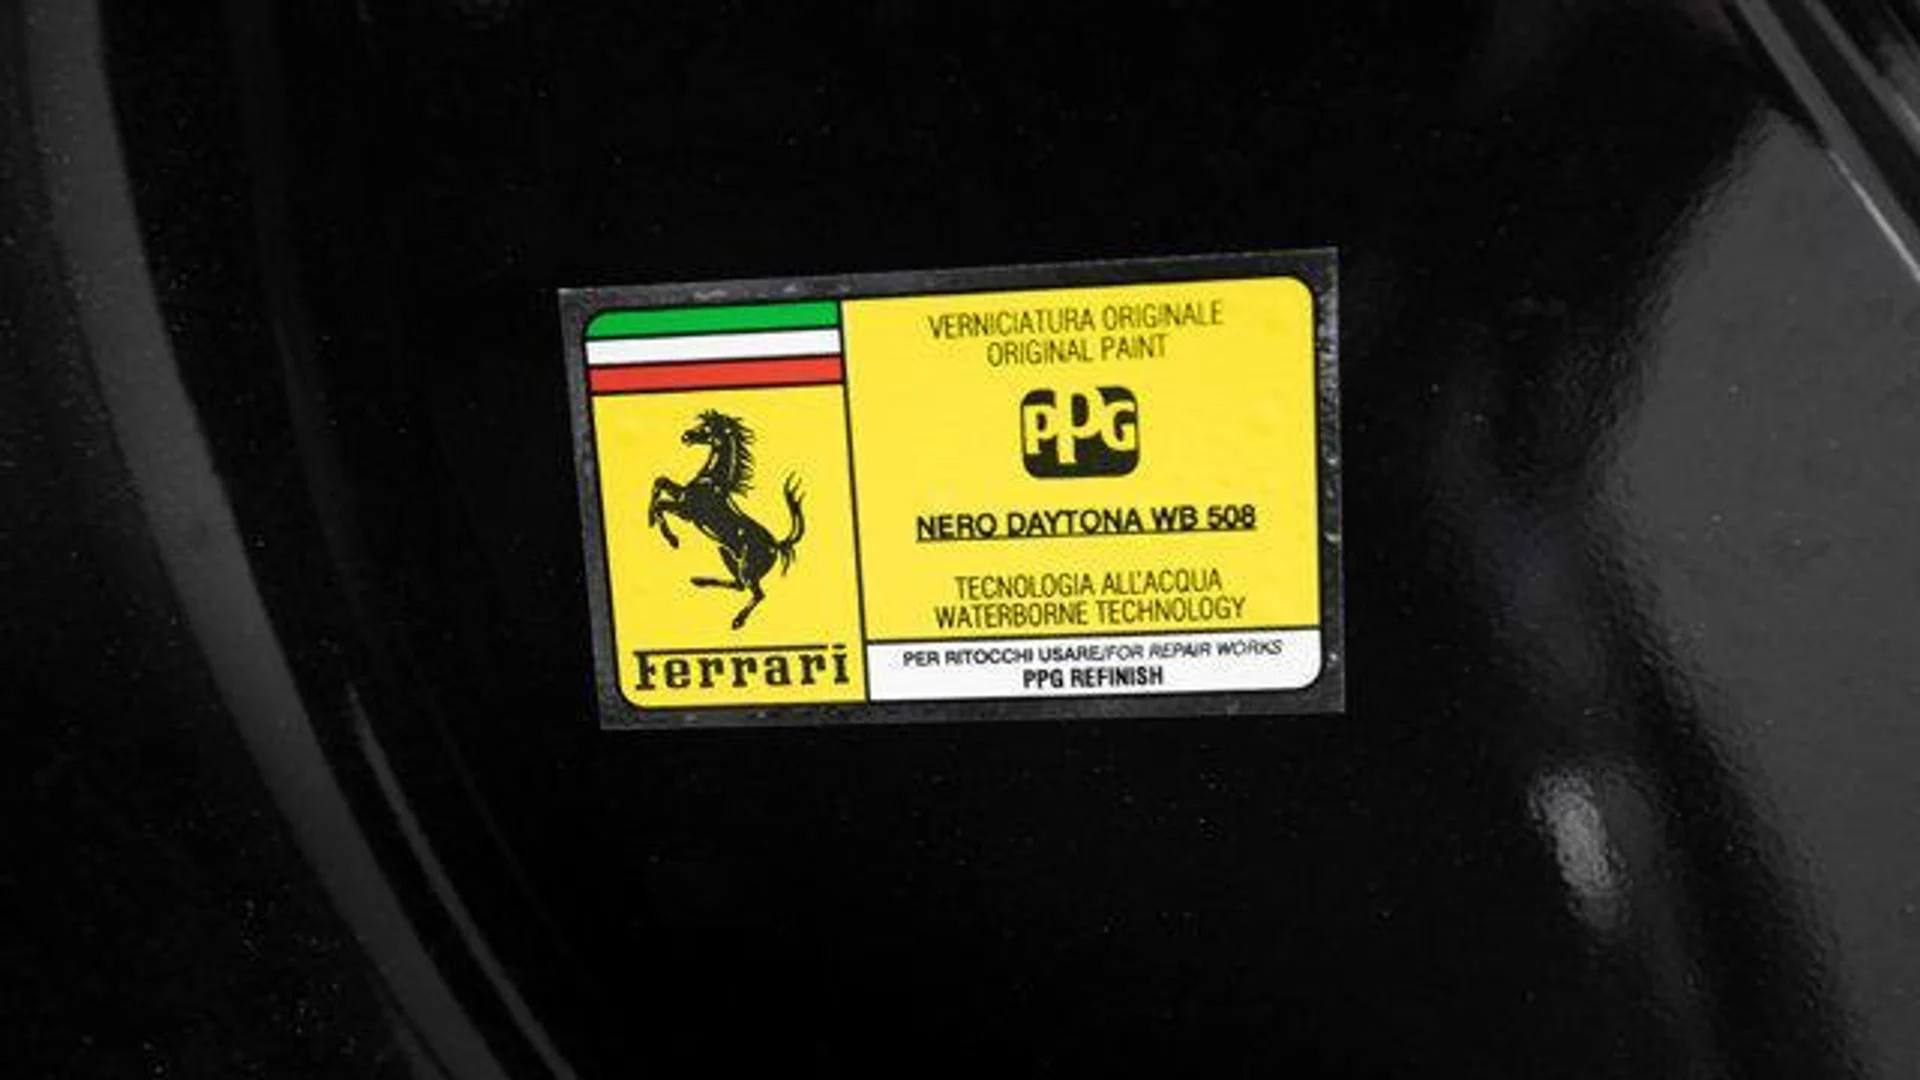 VERNICIATURA ORIGINALE
ORIGINAL PAINT
PPG
NERO DAYTONA WB 508
TECNOLOGIA ALL'ACQUA
WATERBORNE TECHNOLOGY
PER RITOCCHI USARE/FOR REPAIR WORKS
PPG REFINISH
Ferrari